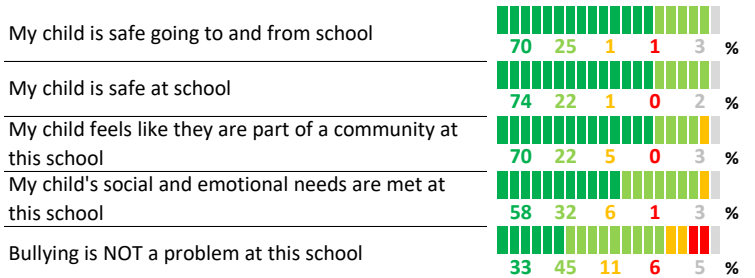 My child is safe going to and from school
70 25 1 1 3 %
My child is safe at school
74 22 1 0 2 %
My child feels like they are part of a community at
this school
70 22 5 0 3 %
My child's social and emotional needs are met at
this school
58 32 6 1 3 %
Bullying is NOT a problem at this school
33 45 11 6 5 %